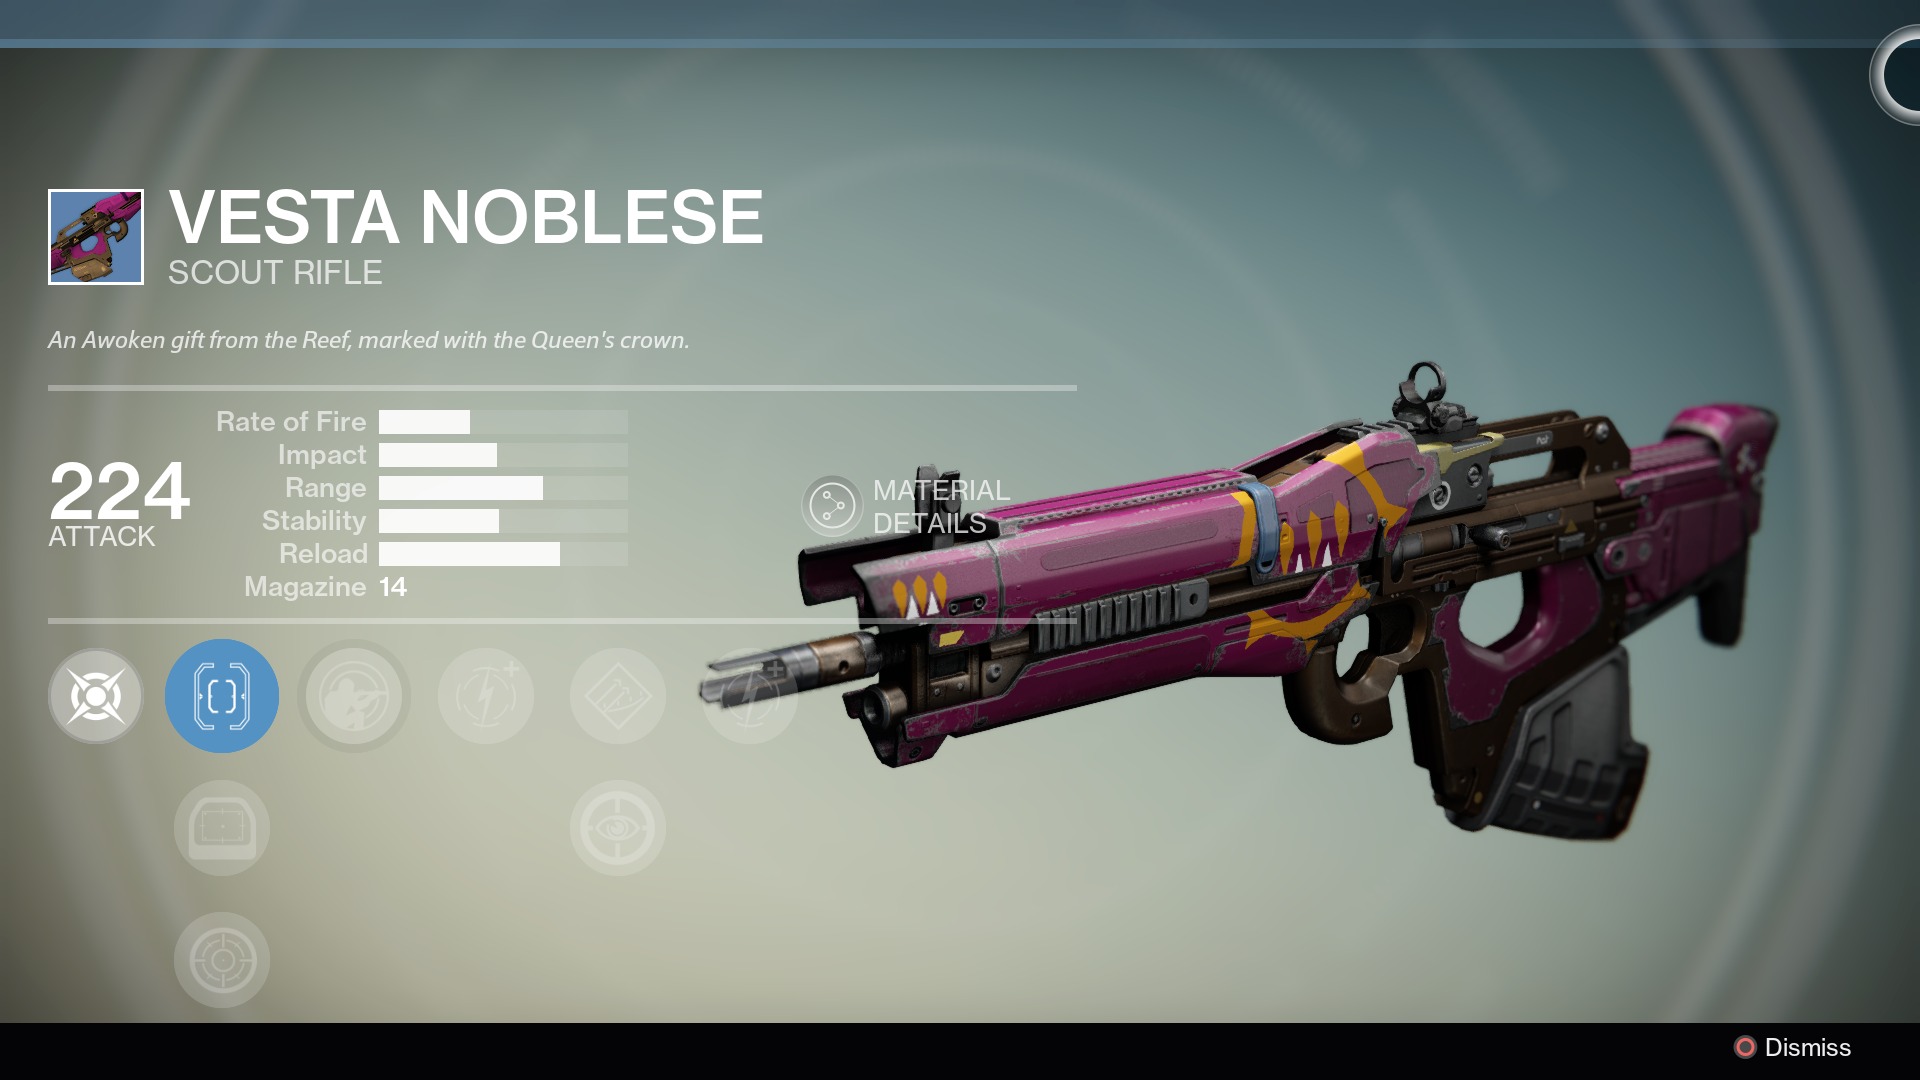 VESTA NOBLESE
SCOUT RIFLE
An Awoken gift from the Reef, marked with the Queen's crown.
224
ATTACK
Rate of Fire
Impact
Range
Stability
Reload
Magazine 14
MATERIAL
DETAILS
Dismiss